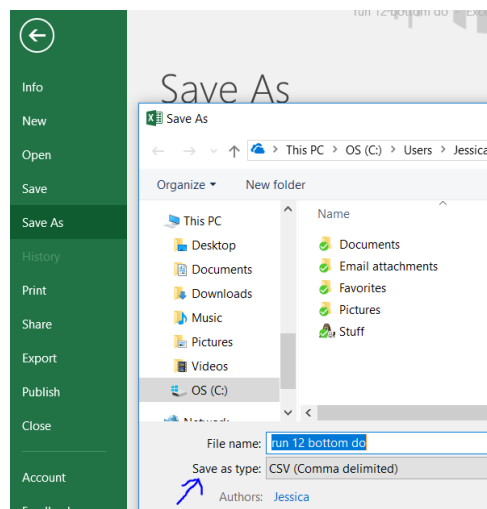 run 12 bottom do - Exce
Save As
Info
New
Open
Save
Save As
History
Print
Share
Export
Publish
Close
Account
Save As
This PC > OS (C:) > Users > Jessica
Organize
New folder
This PC
Desktop
Documents
Downloads
Music
Pictures
Videos
OS (C:)
Name
Documents
Email attachments
Favorites
Pictures
Stuff
File name: run 12 bottom do
Save as type: CSV (Comma delimited)
Authors: Jessica